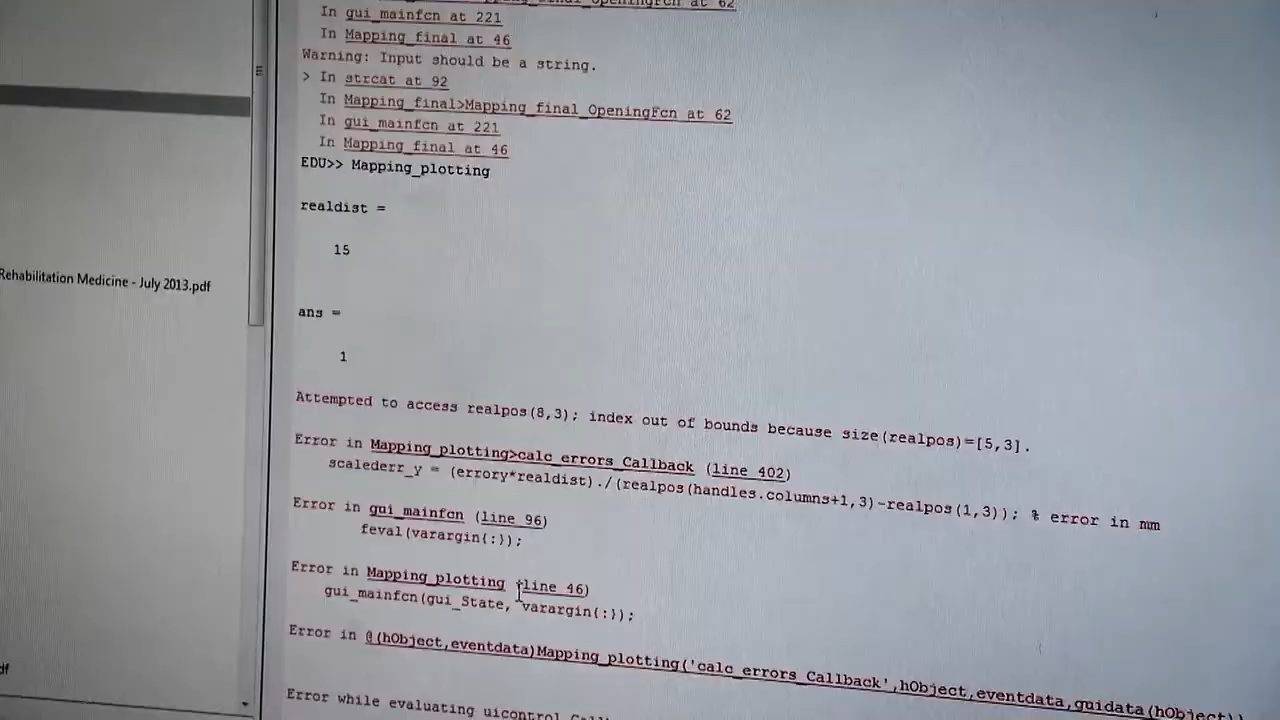 OpeningFcn at 62
In gui_mainfcn at 221
In Mapping_final at 46
Warning: Input should be a string.
> In strcat at 92
In Mapping_final>Mapping_final_OpeningFcn at 62
In gui_mainfcn at 221
In Mapping_final at 46
EDU>> Mapping_plotting
realdist =
15
Rehabilitation Medicine - July 2013.pdf
ans =
1
Attempted to access realpos(8,3); index out of bounds because size(realpos)=[5,3].
Error in Mapping_plotting>calc_errors_Callback (line 402)
scalederr_y = (errory*realdist)./(realpos(handles.columns+1,3)-realpos(1,3)); % error in mm
Error in gui_mainfcn (line 96)
feval(varargin{:});
Error in Mapping_plotting (line 46)
gui_mainfcn(gui_State, varargin{:});
Error in @(hObject,eventdata)Mapping_plotting('calc_errors_Callback',hObject,eventdata,guidata(hObject))
df
Error while evaluating uicontrol